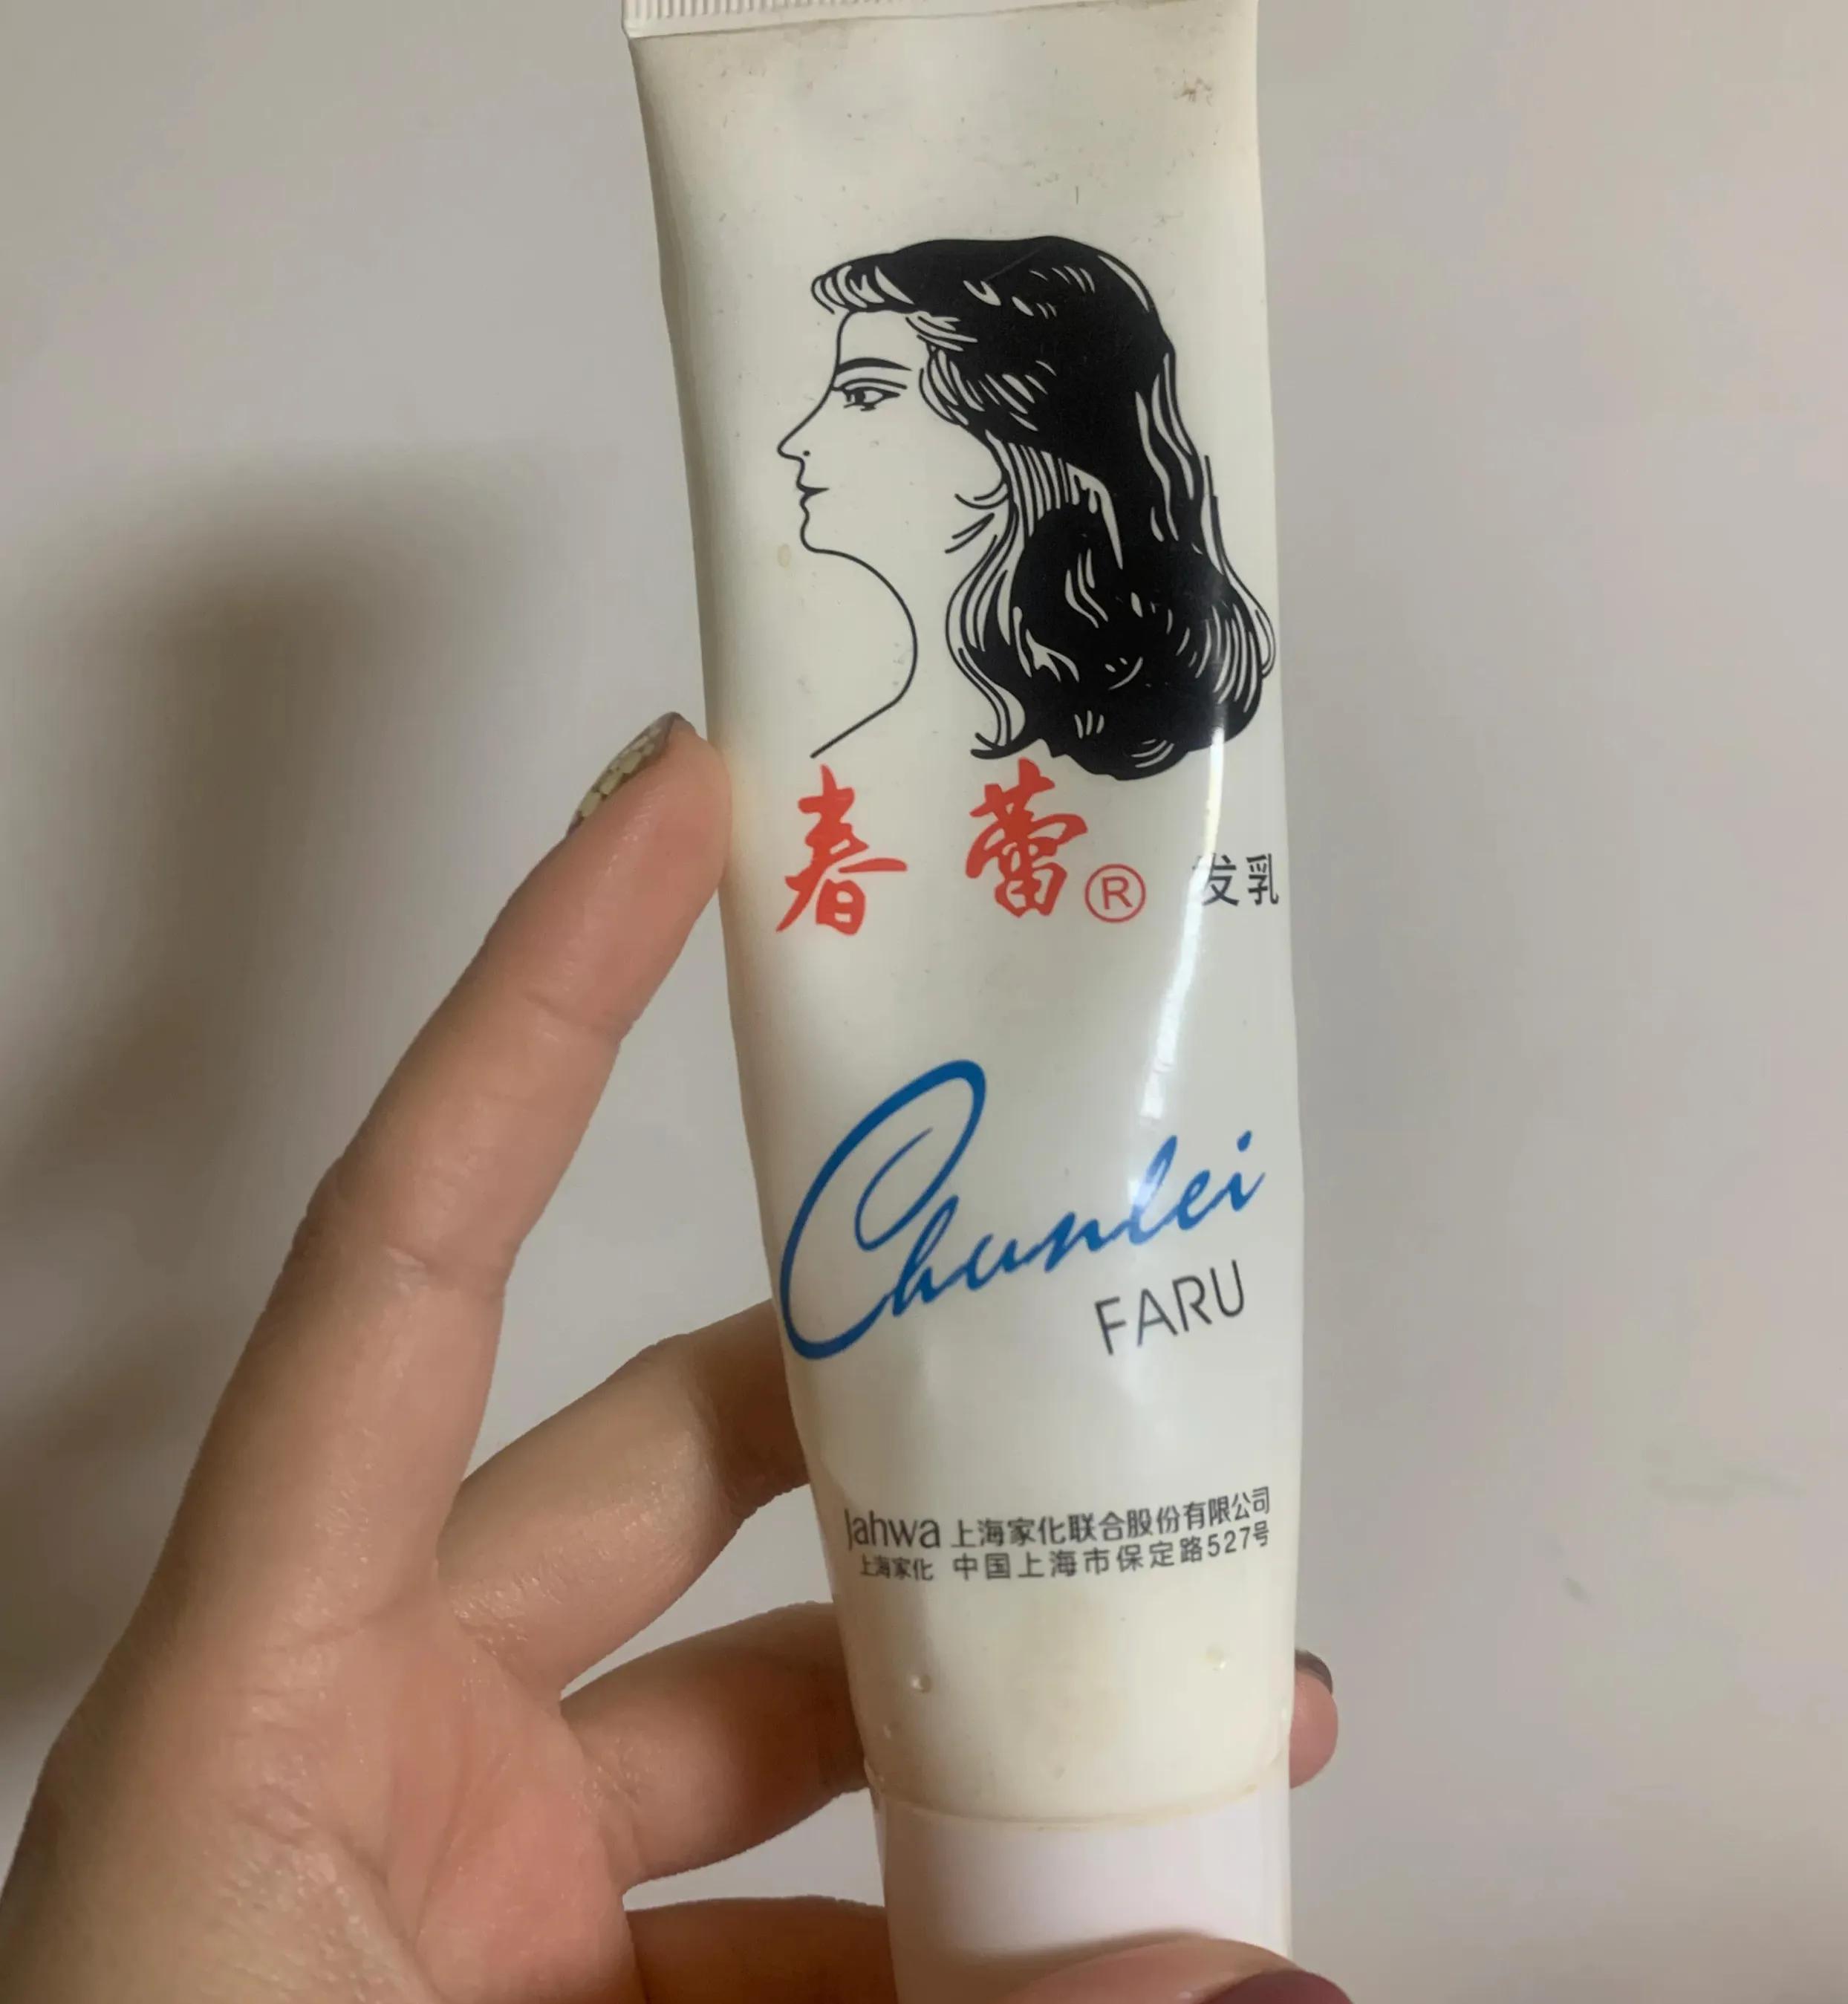 春蕾® 发乳
Chunlei
FARU
Jahwa 上海家化联合股份有限公司
上海家化 中国上海市保定路527号